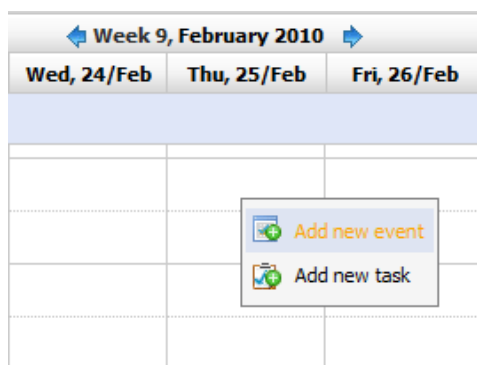 Week 9, February 2010
Wed, 24/Feb Thu, 25/Feb Fri, 26/Feb
Add new event
Add new task